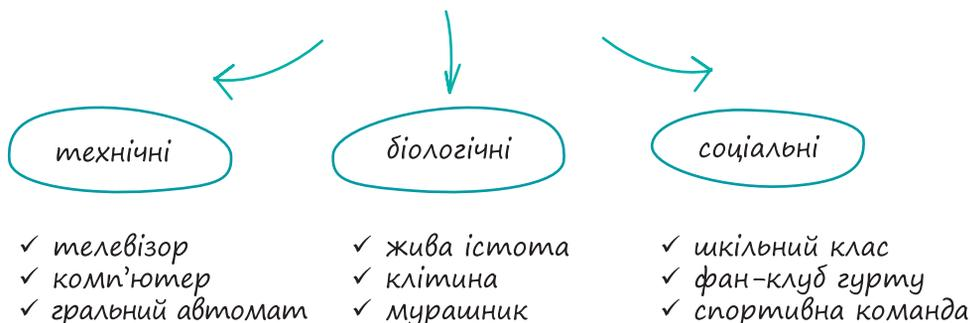 технічні
біологічні
соціальні
✓ телевізор
✓ комп'ютер
✓ гральний автомат
✓ жива істота
✓ клітина
✓ мурашник
✓ шкільний клас
✓ фан-клуб гурту
✓ спортивна команда